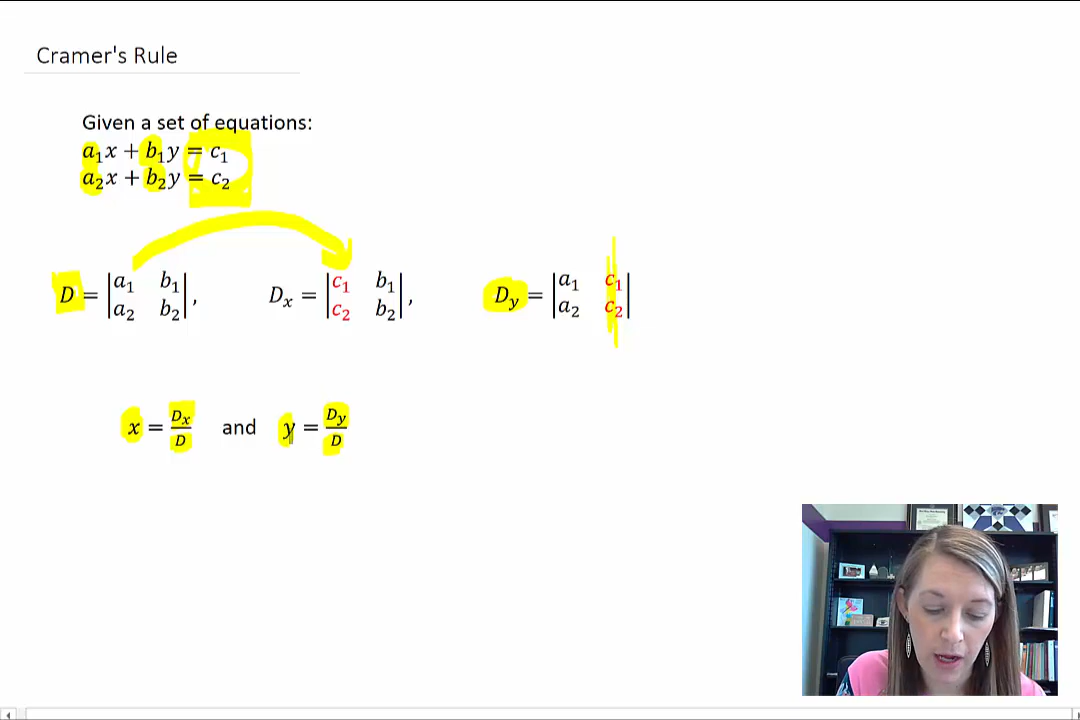 Cramer's Rule
Given a set of equations:
a₁x + b₁y = c₁
a₂x + b₂y = c₂
D = |a₁ b₁|, Dₓ = |c₁ b₁|, D_y = |a₁ c₁|
|a₂ b₂| |c₂ b₂| |a₂ c₂|
x = Dₓ/D and y = D_y/D